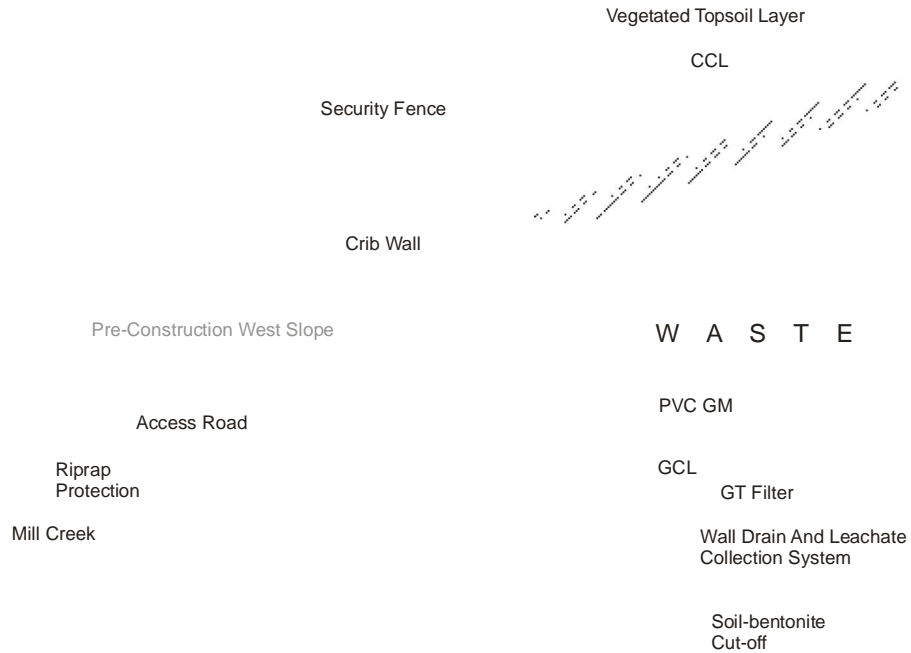 Vegetated Topsoil Layer
CCL
Security Fence
Crib Wall
Pre-Construction West Slope
W A S T E
PVC GM
Access Road
Riprap
Protection
GCL
GT Filter
Mill Creek
Wall Drain And Leachate
Collection System
Soil-bentonite
Cut-off